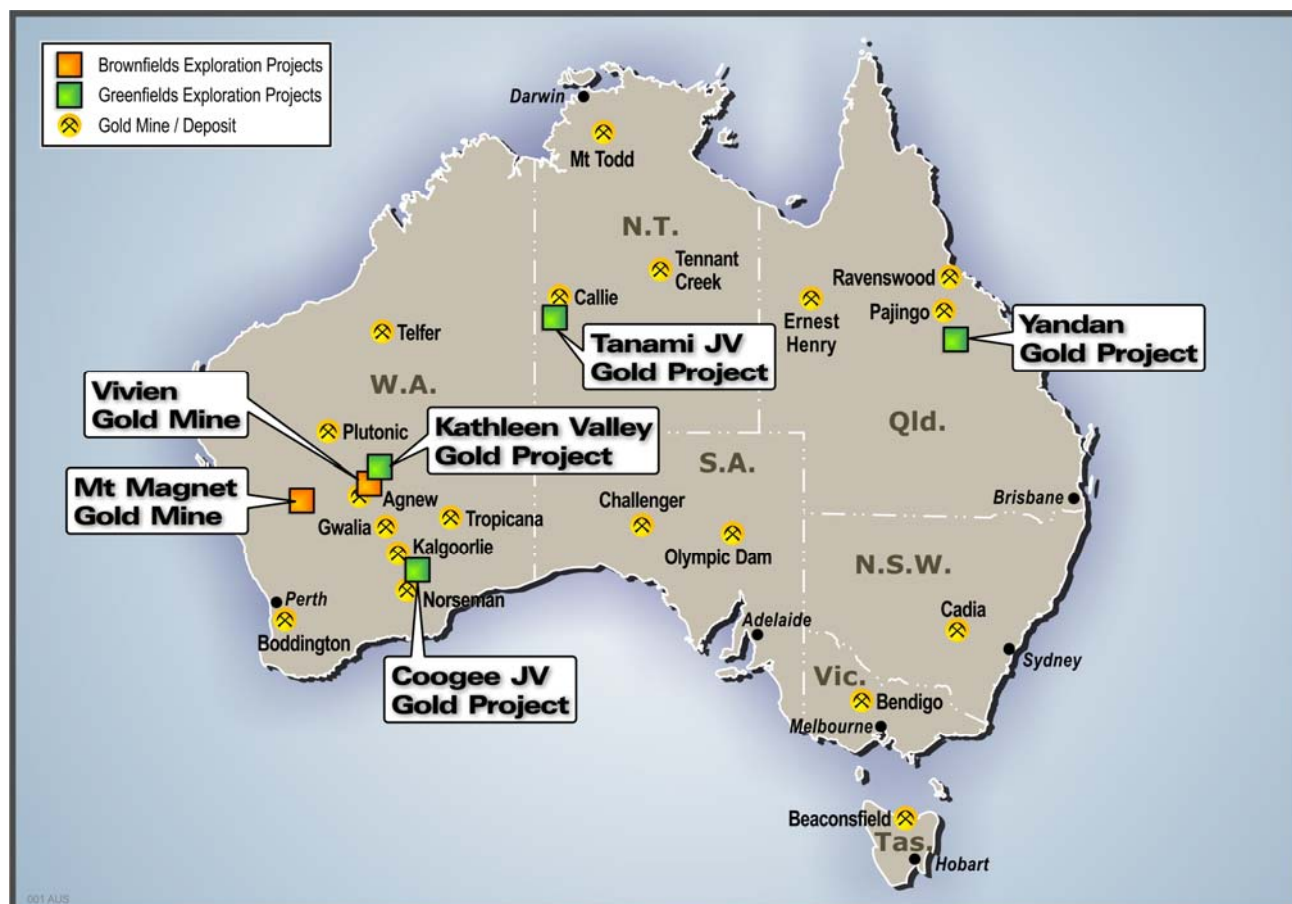 Brownfields Exploration Projects
Greenfields Exploration Projects
Gold Mine / Deposit
Darwin
Mt Todd
N.T.
Tennant
Creek
Callie
Ravenswood
Pajingo
Ernest
Henry
Yandan
Gold Project
Telfer
Tanami JV
Gold Project
W.A.
Vivien
Gold Mine
Plutonic
Kathleen Valley
Gold Project
Qld.
S.A.
Mt Magnet
Gold Mine
Agnew
Gwalia
Tropicana
Challenger
Brisbane
Kalgoorlie
Olympic Dam
N.S.W.
Norseman
Perth
Boddington
Cadia
Adelaide
Sydney
Coogee JV
Gold Project
Vic.
Bendigo
Melbourne
Beaconsfield
Tas.
Hobart
001 AUS